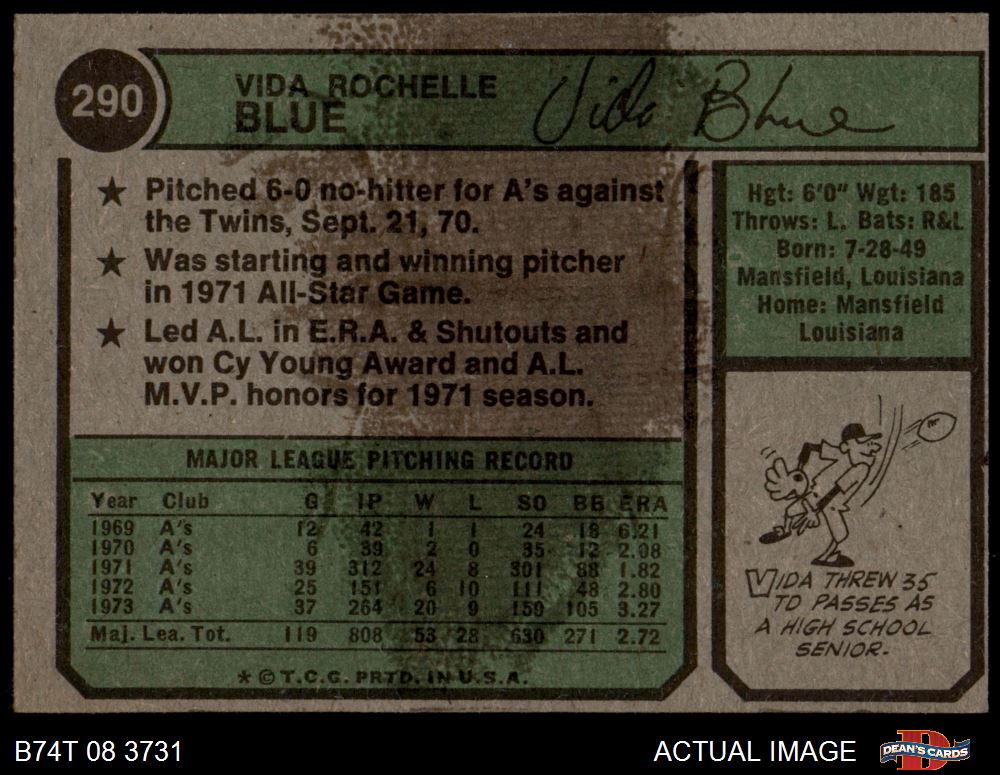 290
VIDA ROCHELLE
BLUE
Vida Blue
★ Pitched 6-0 no-hitter for A's against
the Twins, Sept. 21, 70.
★ Was starting and winning pitcher
in 1971 All-Star Game.
★ Led A.L. in E.R.A. & Shutouts and
won Cy Young Award and A.L.
M.V.P. honors for 1971 season.
Hgt: 6'0" Wgt: 185
Throws: L. Bats: R&L
Born: 7-28-49
Mansfield, Louisiana
Home: Mansfield
Louisiana
MAJOR LEAGUE PITCHING RECORD
Year Club G IP W L SO BB ERA
1969 A's 12 42 1 1 24 18 6.21
1970 A's 6 39 2 0 35 12 2.08
1971 A's 39 312 24 8 301 88 1.82
1972 A's 25 151 6 10 111 48 2.80
1973 A's 37 264 20 9 159 105 3.27
Maj. Lea. Tot. 119 808 53 28 630 271 2.72
★ © T.C.G. PRTD. IN U.S.A.
VIDA THREW 35
TD PASSES AS
A HIGH SCHOOL
SENIOR.
B74T 08 3731
ACTUAL IMAGE
DEAN'S CARDS